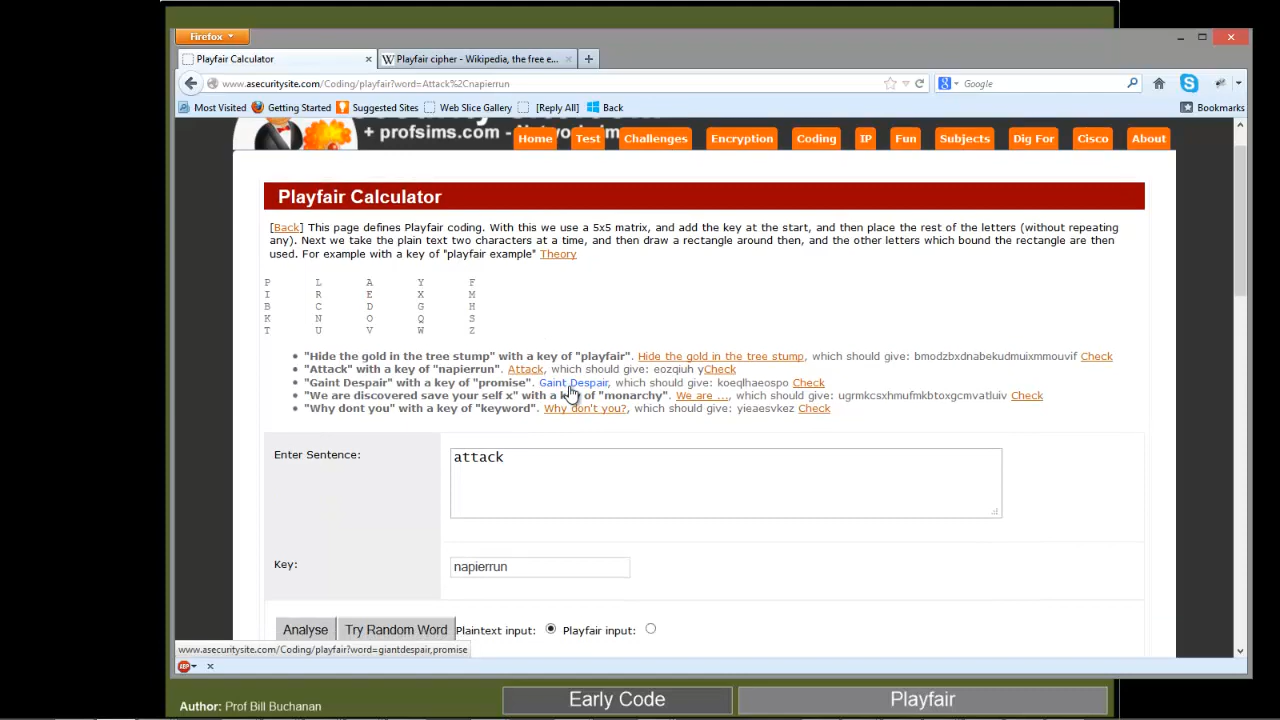 Firefox
Playfair Calculator
Playfair cipher - Wikipedia, the free e...
www.asecuritysite.com/Coding/playfair?word=Attack%2Cnapierrun
Google
Most Visited Getting Started Suggested Sites Web Slice Gallery [Reply All] Back Bookmarks
+ profsims.com - Network
Home Test Challenges Encryption Coding IP Fun Subjects Dig For Cisco About
Playfair Calculator
[Back] This page defines Playfair coding. With this we use a 5x5 matrix, and add the key at the start, and then place the rest of the letters (without repeating
any). Next we take the plain text two characters at a time, and then draw a rectangle around then, and the other letters which bound the rectangle are then
used. For example with a key of "playfair example" Theory
P L A Y F
I R E X M
B C D G H
K N O Q S
T U V W Z
"Hide the gold in the tree stump" with a key of "playfair". Hide the gold in the tree stump, which should give: bmodzbxdnabekudmuixmmouvif Check
"Attack" with a key of "napierrun". Attack, which should give: eozqiuh yCheck
"Gaint Despair" with a key of "promise". Gaint Despair, which should give: koeqlhaeospo Check
"We are discovered save your self x" with a key of "monarchy". We are ..., which should give: ugrmkcsxhmufmkbtoxgcmvatluiv Check
"Why dont you" with a key of "keyword". Why don't you?, which should give: yieaesvkez Check
Enter Sentence:
attack
Key:
napierrun
Analyse Try Random Word Plaintext input: Playfair input:
www.asecuritysite.com/Coding/playfair?word=giantdespair,promise
Author: Prof Bill Buchanan
Early Code
Playfair